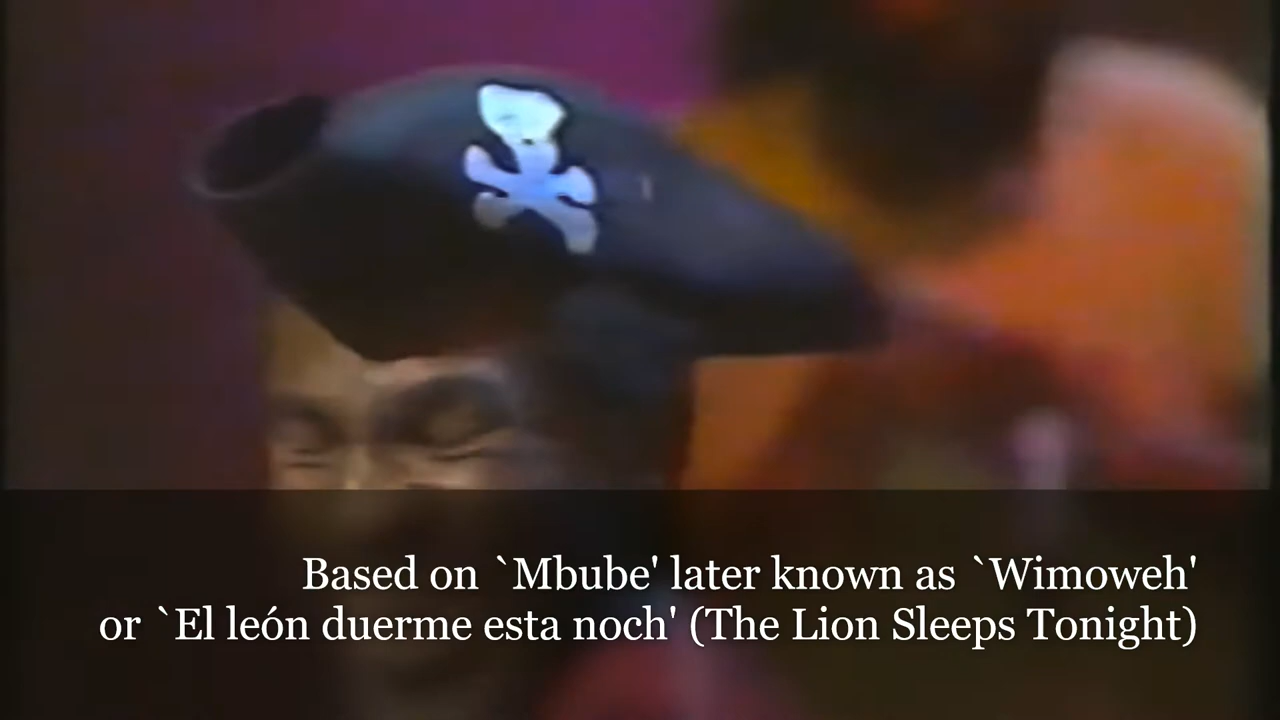 Based on `Mbube' later known as `Wimoweh'
or `El león duerme esta noch' (The Lion Sleeps Tonight)